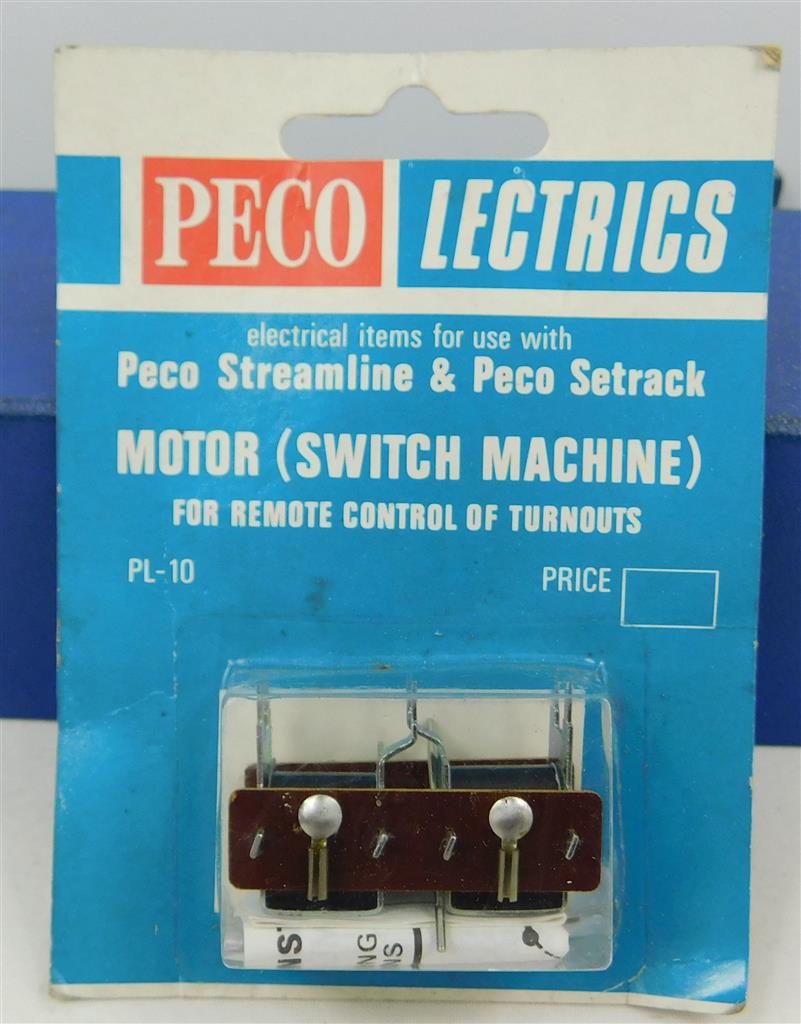 PECO LECTRICS
electrical items for use with
Peco Streamline & Peco Setrack
MOTOR (SWITCH MACHINE)
FOR REMOTE CONTROL OF TURNOUTS
PL-10 PRICE